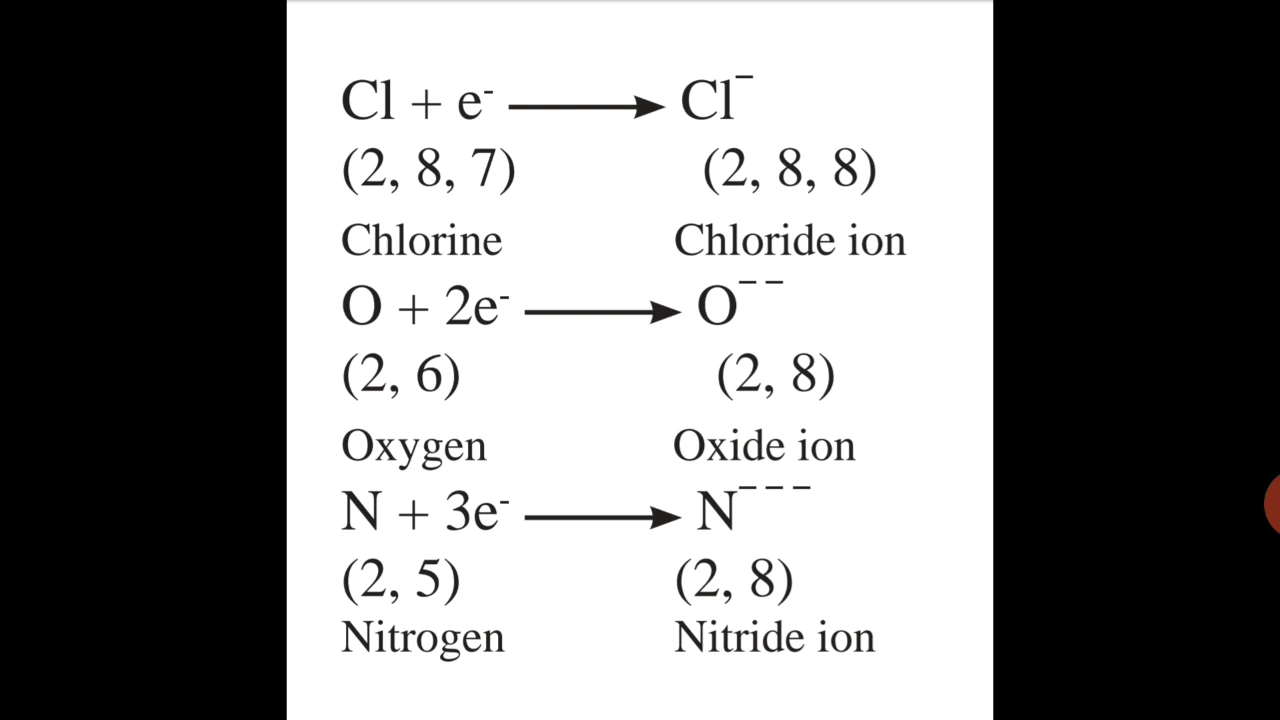 Cl + e⁻ ⟶ Cl⁻
(2, 8, 7) (2, 8, 8)
Chlorine Chloride ion
O + 2e⁻ ⟶ O⁻⁻
(2, 6) (2, 8)
Oxygen Oxide ion
N + 3e⁻ ⟶ N⁻⁻⁻
(2, 5) (2, 8)
Nitrogen Nitride ion